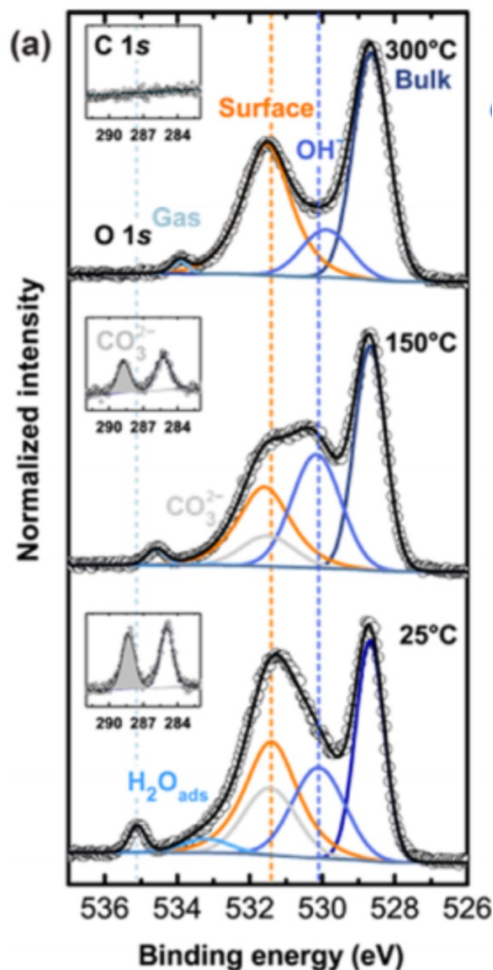 (a)
C 1s
300°C
Bulk
Surface
OH⁻
290 287 284
Gas
O 1s
CO₃²⁻
150°C
290 287 284
CO₃²⁻
25°C
290 287 284
H₂Oads
Normalized intensity
536 534 532 530 528 526
Binding energy (eV)